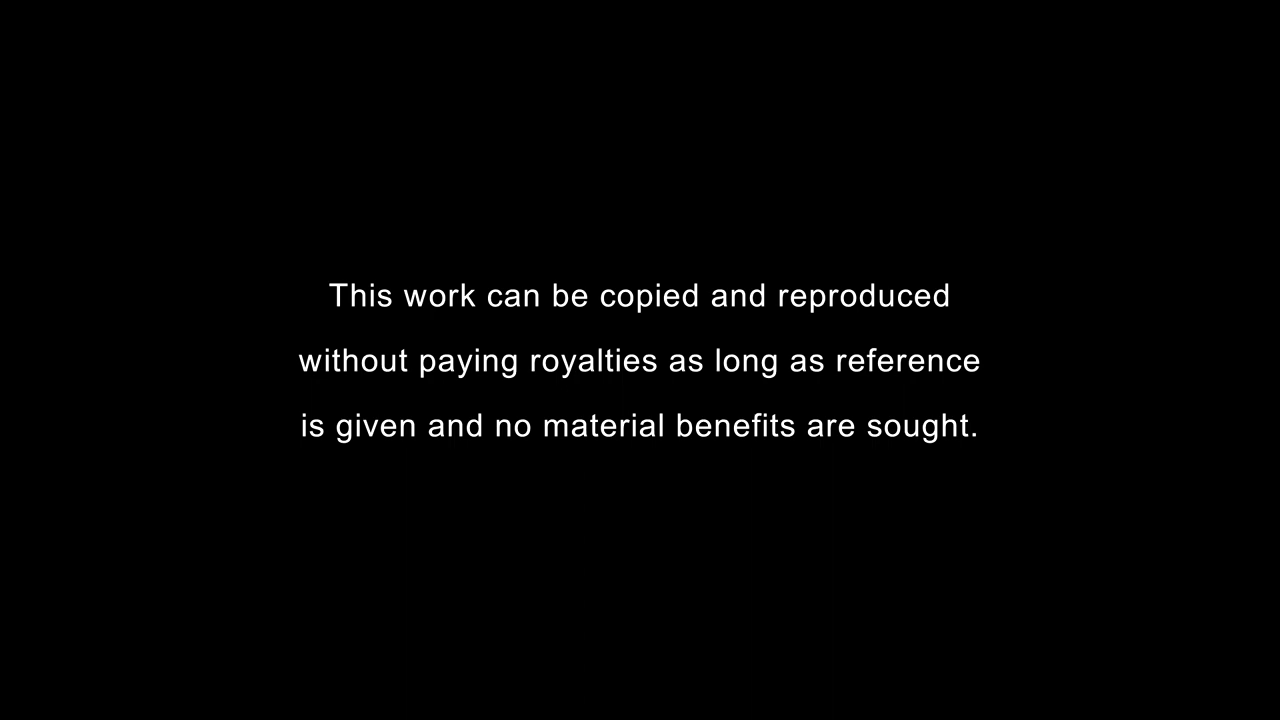 This work can be copied and reproduced
without paying royalties as long as reference
is given and no material benefits are sought.